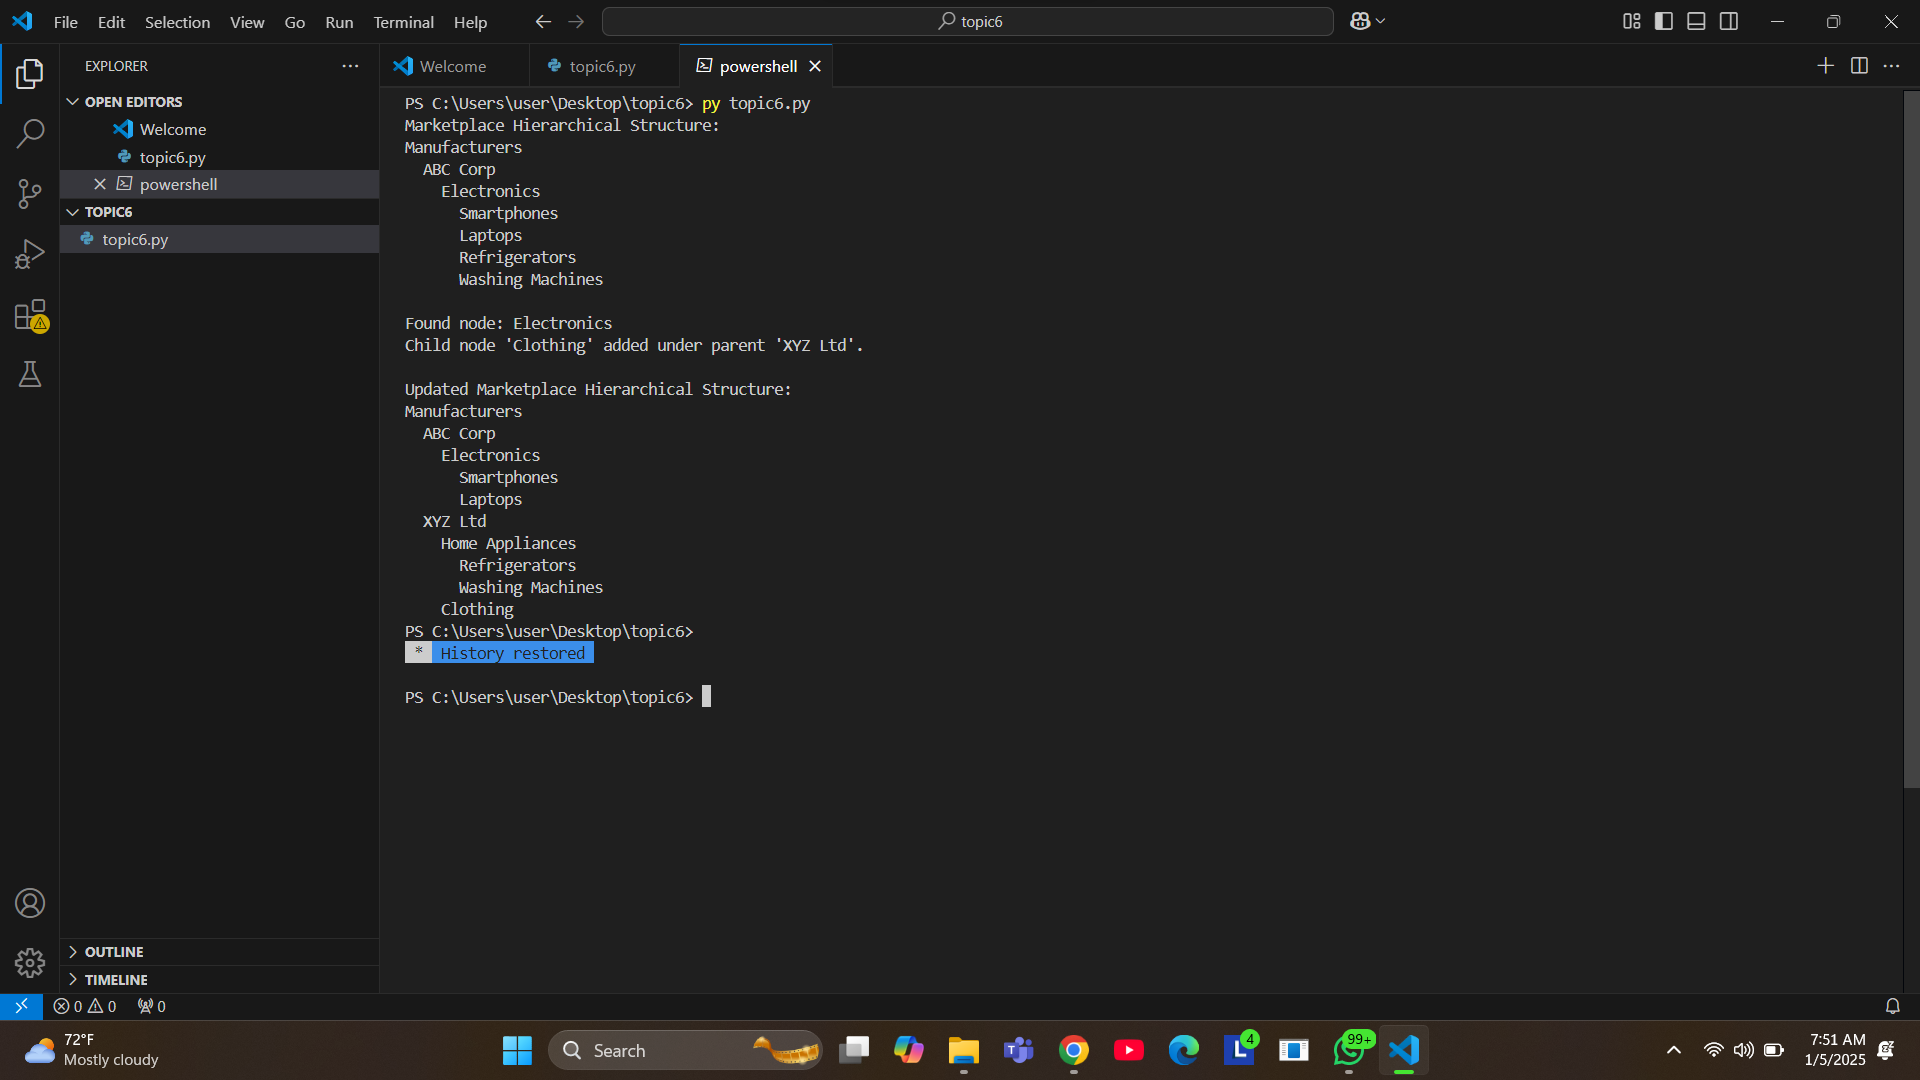 File Edit Selection View Go Run Terminal Help
topic6
EXPLORER
OPEN EDITORS
Welcome
topic6.py
powershell
TOPIC6
topic6.py
OUTLINE
TIMELINE
Welcome topic6.py powershell
PS C:\Users\user\Desktop\topic6> py topic6.py
Marketplace Hierarchical Structure:
Manufacturers
  ABC Corp
    Electronics
      Smartphones
      Laptops
      Refrigerators
      Washing Machines

Found node: Electronics
Child node 'Clothing' added under parent 'XYZ Ltd'.

Updated Marketplace Hierarchical Structure:
Manufacturers
  ABC Corp
    Electronics
      Smartphones
      Laptops
  XYZ Ltd
    Home Appliances
      Refrigerators
      Washing Machines
    Clothing
PS C:\Users\user\Desktop\topic6>
* History restored

PS C:\Users\user\Desktop\topic6>
0 0 0
72°F
Mostly cloudy
Search
4
99+
7:51 AM
1/5/2025